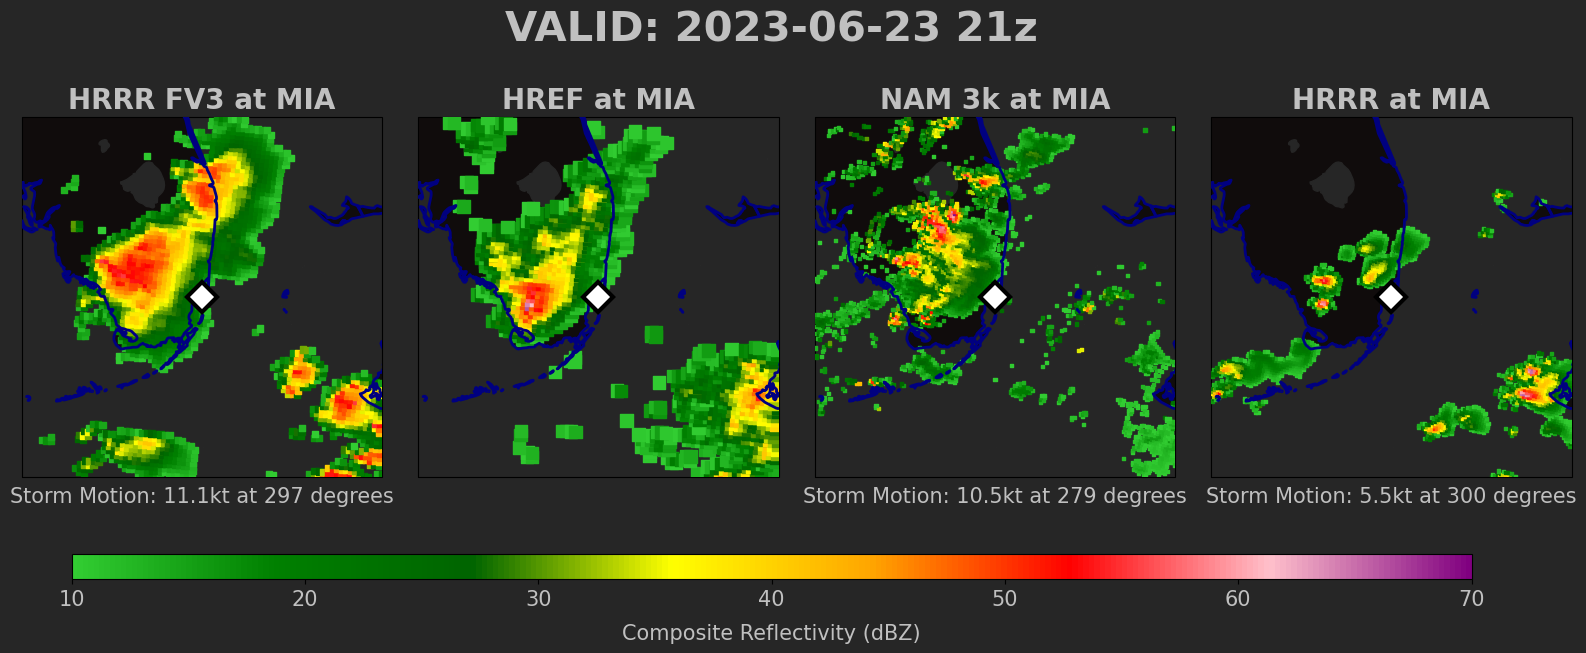 VALID: 2023-06-23 21z
HRRR FV3 at MIA
HREF at MIA
NAM 3k at MIA
HRRR at MIA
Storm Motion: 11.1kt at 297 degrees
Storm Motion: 10.5kt at 279 degrees
Storm Motion: 5.5kt at 300 degrees
10 20 30 40 50 60 70
Composite Reflectivity (dBZ)